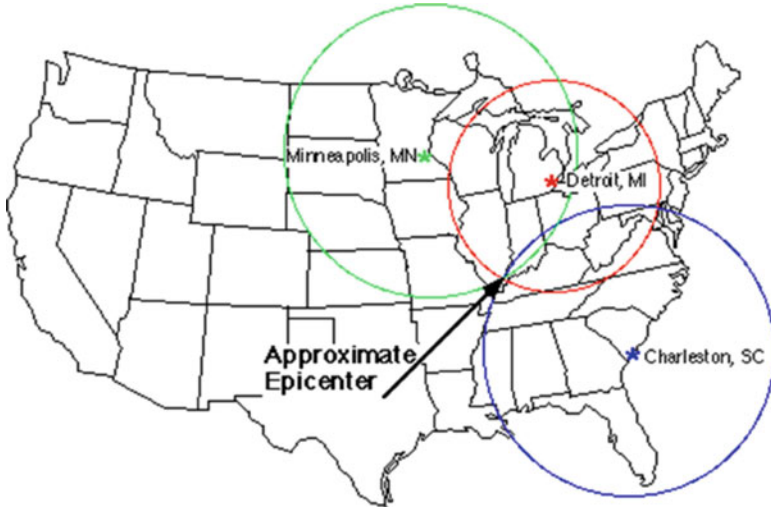 Minneapolis, MN
Detroit, MI
Approximate
Epicenter
Charleston, SC